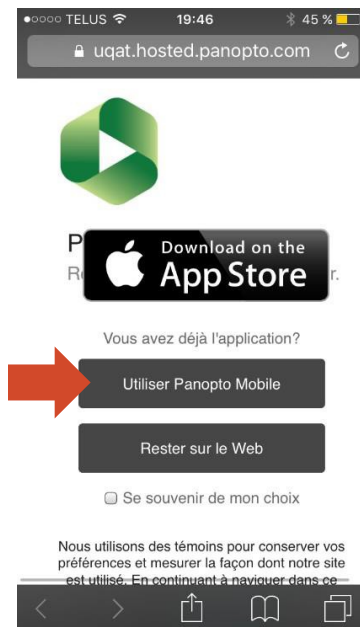 TELUS 19:46 45 %
uqat.hosted.panopto.com
P
Download on the
App Store
R r.
Vous avez déjà l'application?
Utiliser Panopto Mobile
Rester sur le Web
Se souvenir de mon choix
Nous utilisons des témoins pour conserver vos
préférences et mesurer la façon dont notre site
est utilisé. En continuant à naviguer dans ce